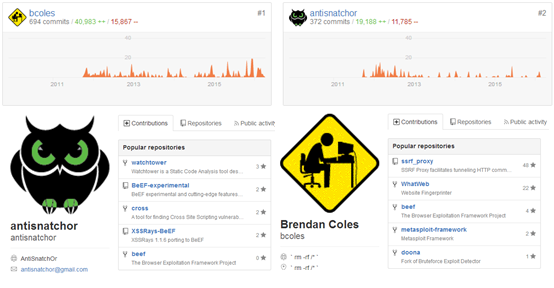 bcoles
#1
694 commits / 40,983 ++ / 15,867 --
40
20
2011
2013
2015
antisnatchor
#2
372 commits / 19,188 ++ / 11,785 --
40
20
2011
2013
2015
Contributions
Repositories
Public activity
Popular repositories
watchtower
3
Watchtower is a Static Code Analysis tool des...
BeEF-experimental
2
BeEF experimental and cutting-edge features ...
cross
2
A tool for finding Cross Site Scripting vulnerab...
XSSRays-BeEF
2
XSSRays 1.1.6 porting to BeEF
beef
0
The Browser Exploitation Framework Project
antisnatchor
antisnatchor
AntiSnatchOr
antisnatchor@gmail.com
Contributions
Repositories
Public activity
Popular repositories
ssrf_proxy
SSRF Proxy facilitates tunneling HTTP comm...
WhatWeb
22
Website Fingerprinter
beef
4
The Browser Exploitation Framework Project
metasploit-framework
2
Metasploit Framework
doona
1
Fork of Bruteforce Exploit Detector
Brendan Coles
bcoles